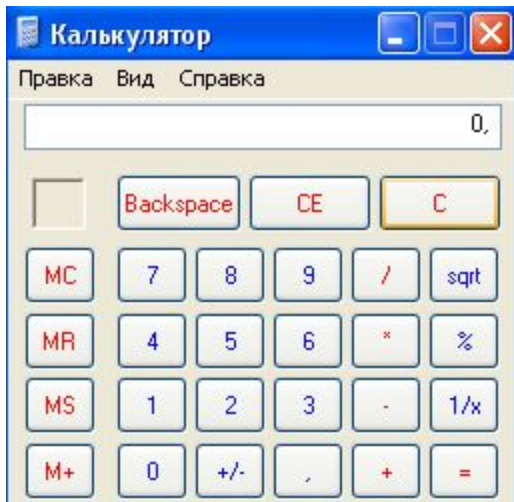 Калькулятор
Правка Вид Справка
0,
Backspace CE C
MC 7 8 9 / sqrt
MR 4 5 6 * %
MS 1 2 3 - 1/x
M+ 0 +/- , + =